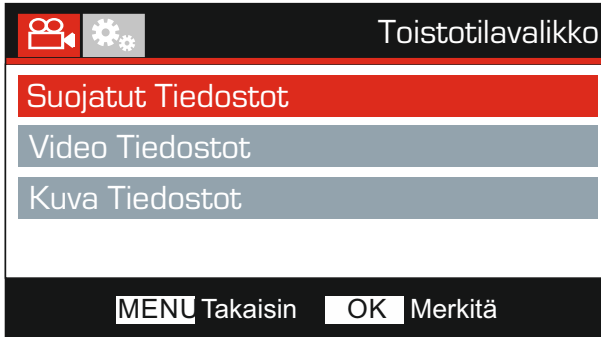 Toistotilavalikko
Suojatut Tiedostot
Video Tiedostot
Kuva Tiedostot
MENU Takaisin OK Merkitä